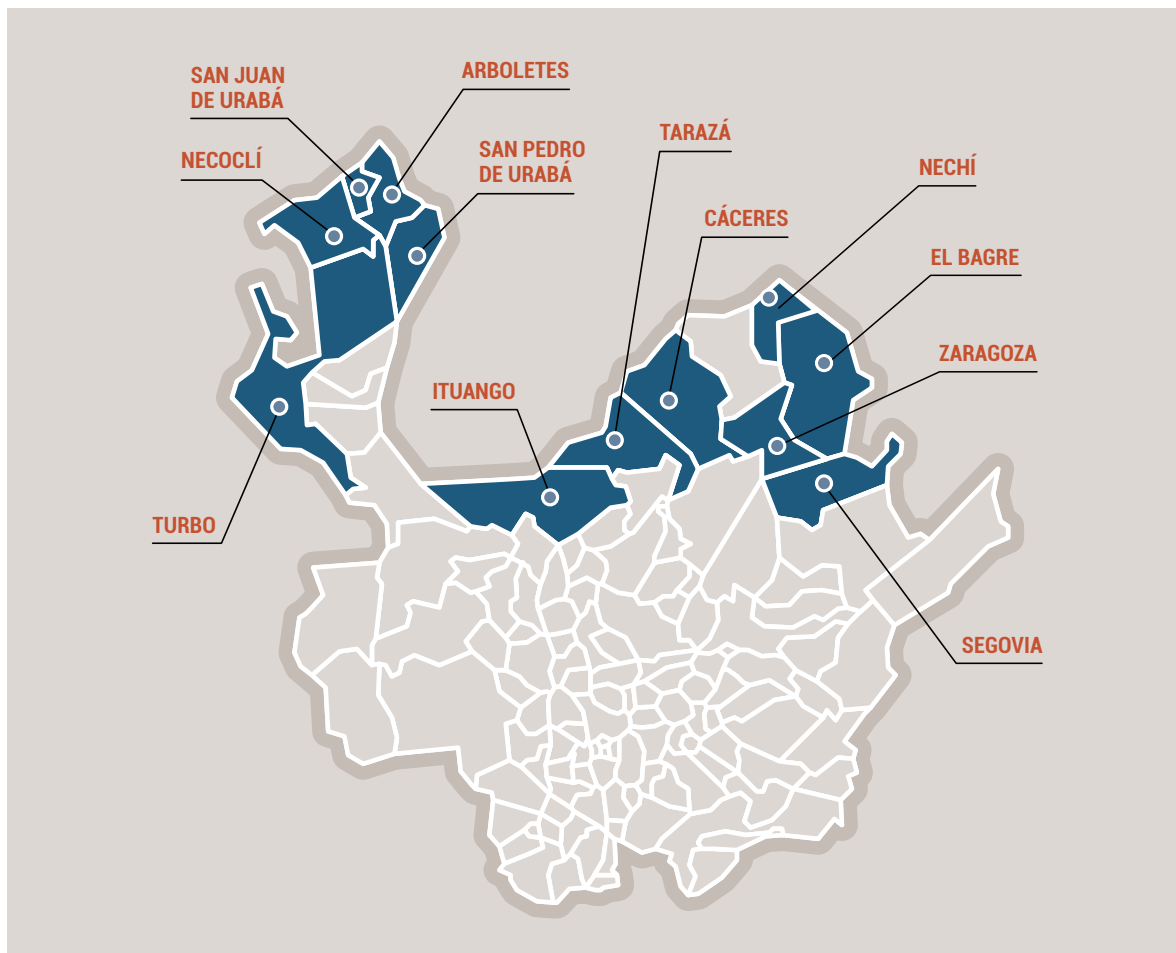 SAN JUAN
DE URABÁ
ARBOLETES
NECOCLÍ
SAN PEDRO
DE URABÁ
TARAZÁ
NECHÍ
CÁCERES
EL BAGRE
ZARAGOZA
ITUANGO
TURBO
SEGOVIA